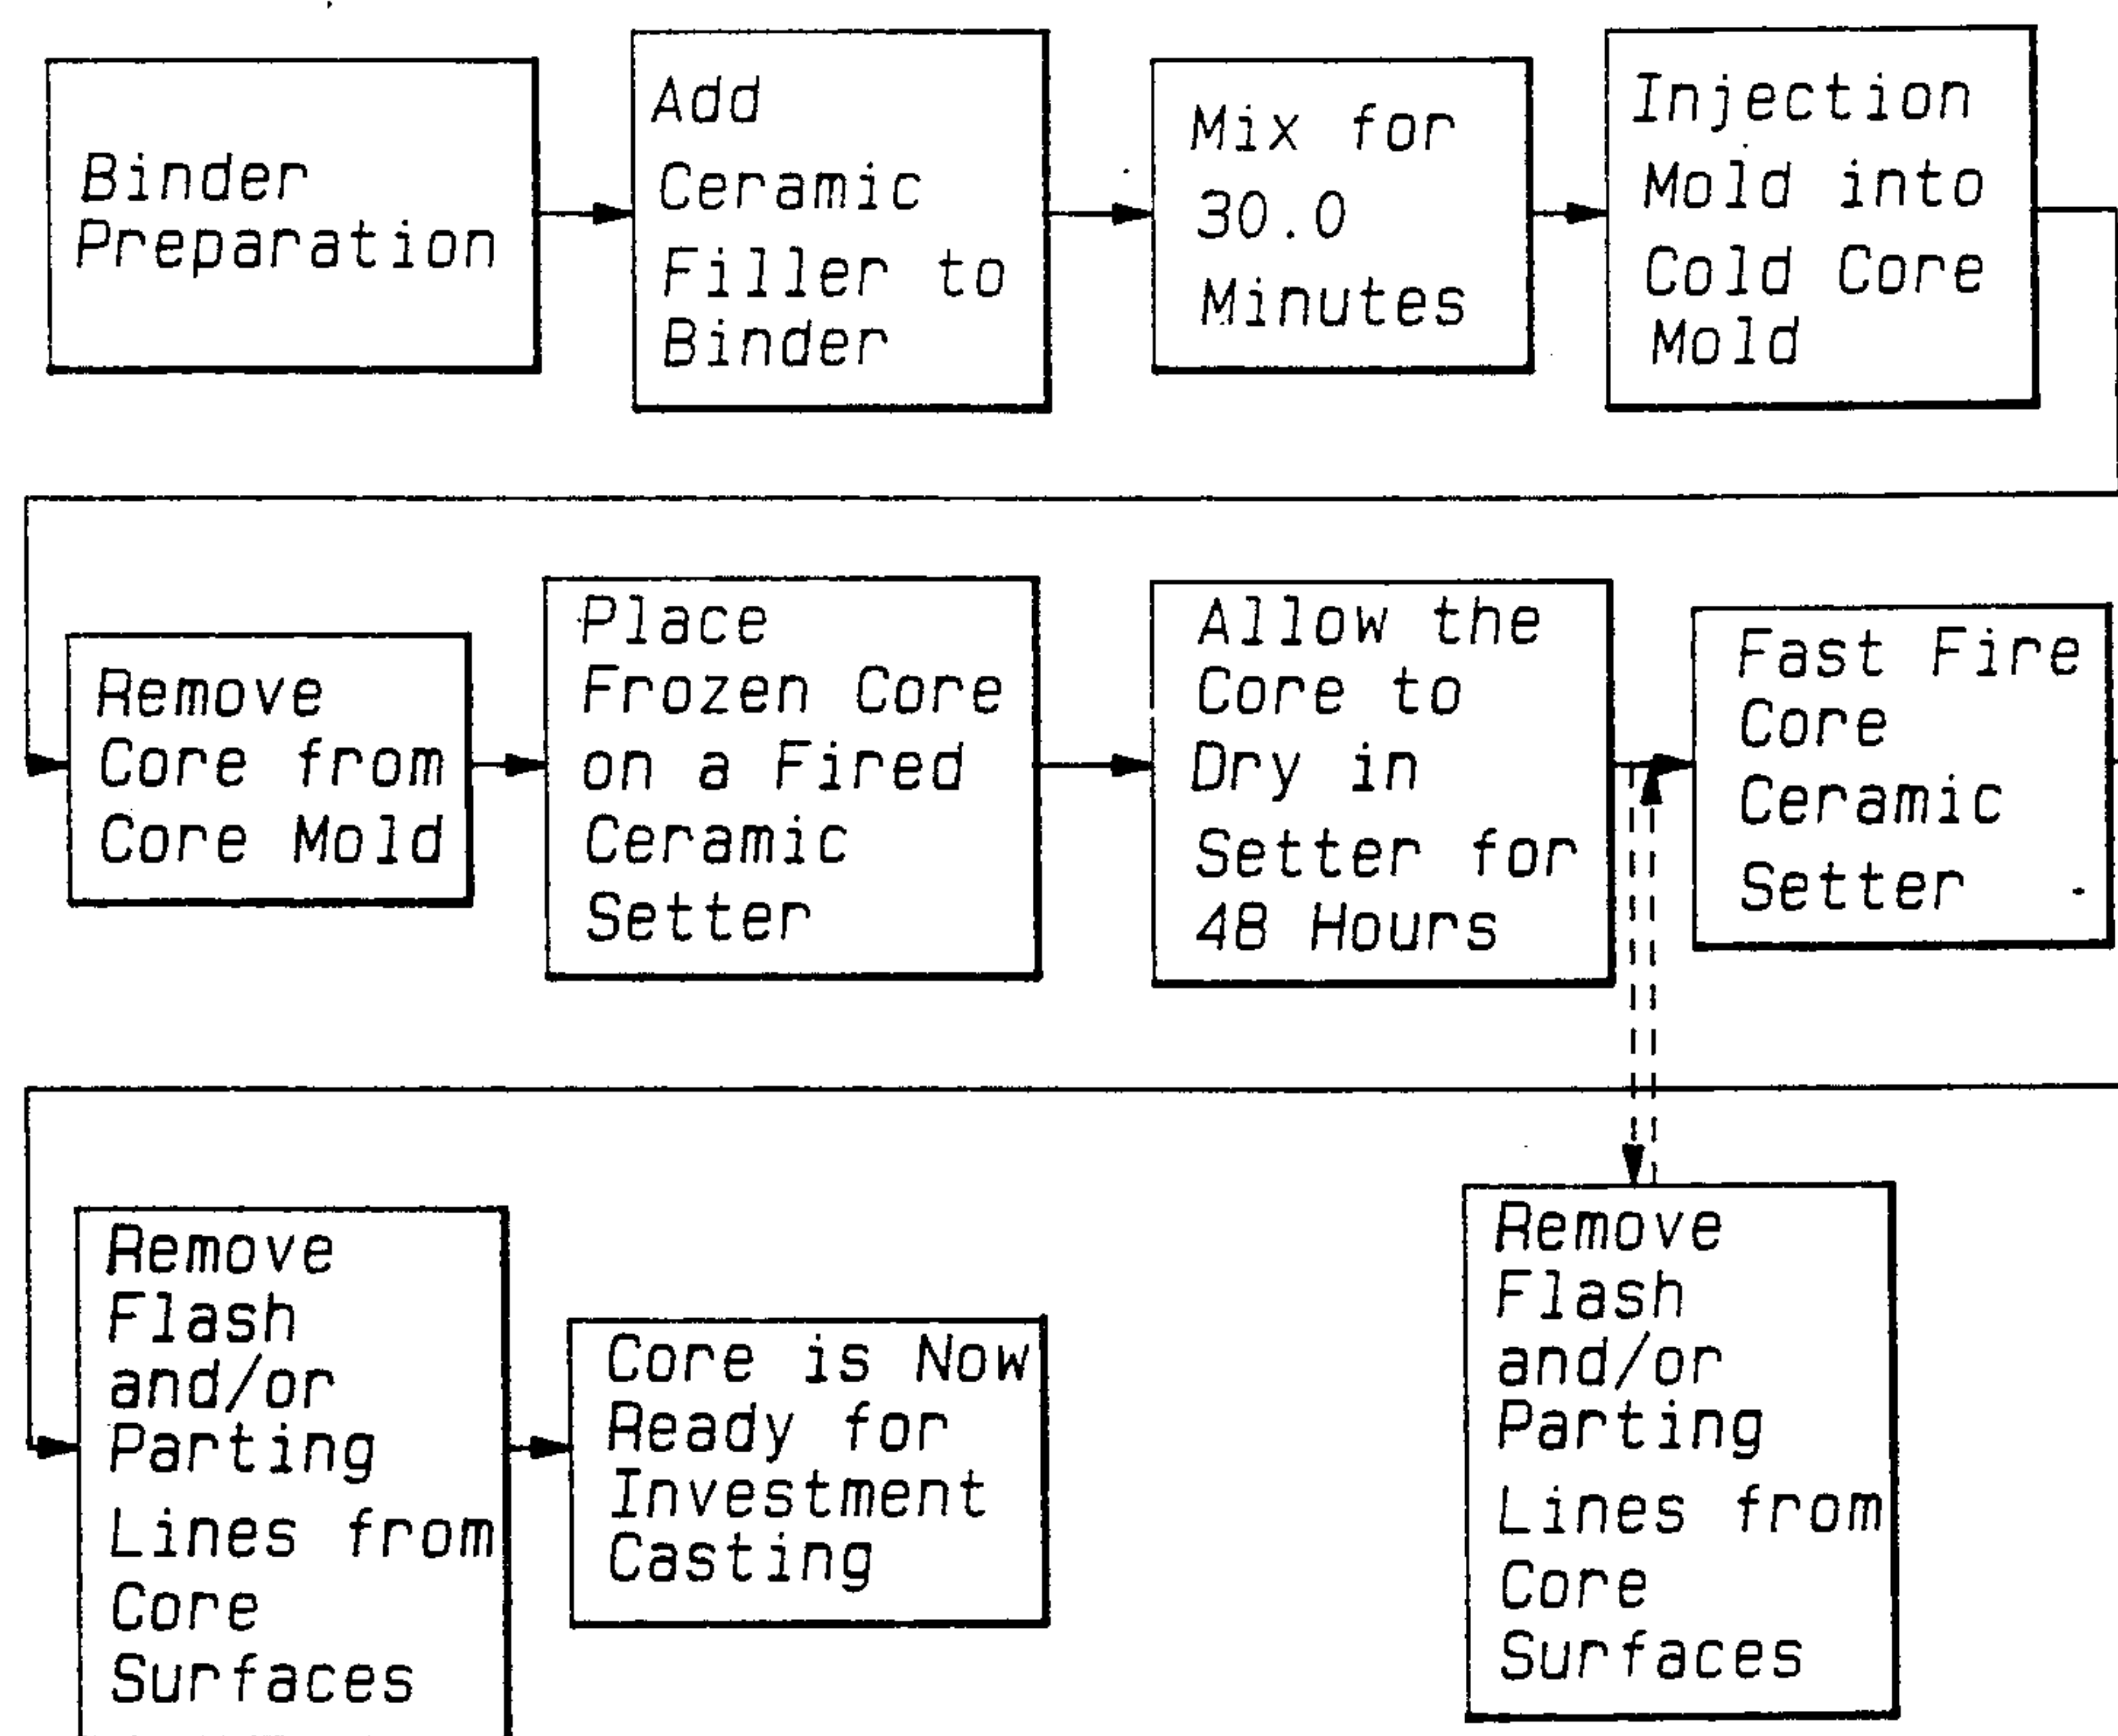 Binder
Preparation
Add
Ceramic
Filler to
Binder
Mix for
30.0
Minutes
Injection
Mold into
Cold Core
Mold
Remove
Core from
Core Mold
Place
Frozen Core
on a Fired
Ceramic
Setter
Allow the
Core to
Dry in
Setter for
48 Hours
Fast Fire
Core
Ceramic
Setter
Remove
Flash
and/or
Parting
Lines from
Core
Surfaces
Core is Now
Ready for
Investment
Casting
Remove
Flash
and/or
Parting
Lines from
Core
Surfaces